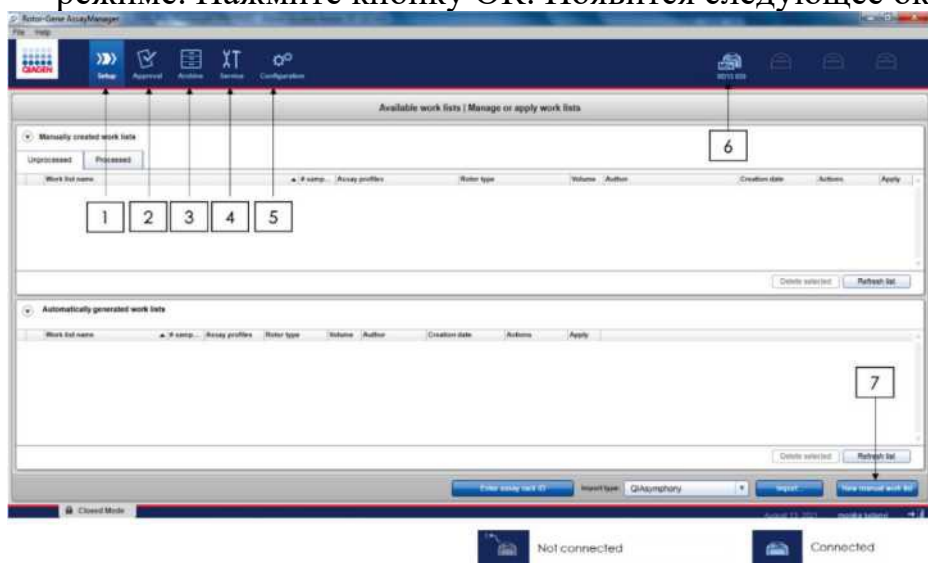 режиме. Нажмите кнопку ОК. Появится следующее ок
Rotor-Gene AssayManager
File Help
QIAGEN
Setup Approval Archive Service Configuration
Available work lists | Manage or apply work lists
6
Manually created work lists
Unprocessed Processed
Work list name # samp... Assay profiles Rotor type Volume Author Creation date Actions Apply
1 2 3 4 5
Delete selected Refresh list
Automatically generated work lists
Work list name # samp... Assay profiles Rotor type Volume Author Creation date Actions Apply
7
Delete selected Refresh list
Enter assay rack ID Import type: QIAsymphony Import... New manual work list
Closed Mode August 13, 2021
Not connected Connected